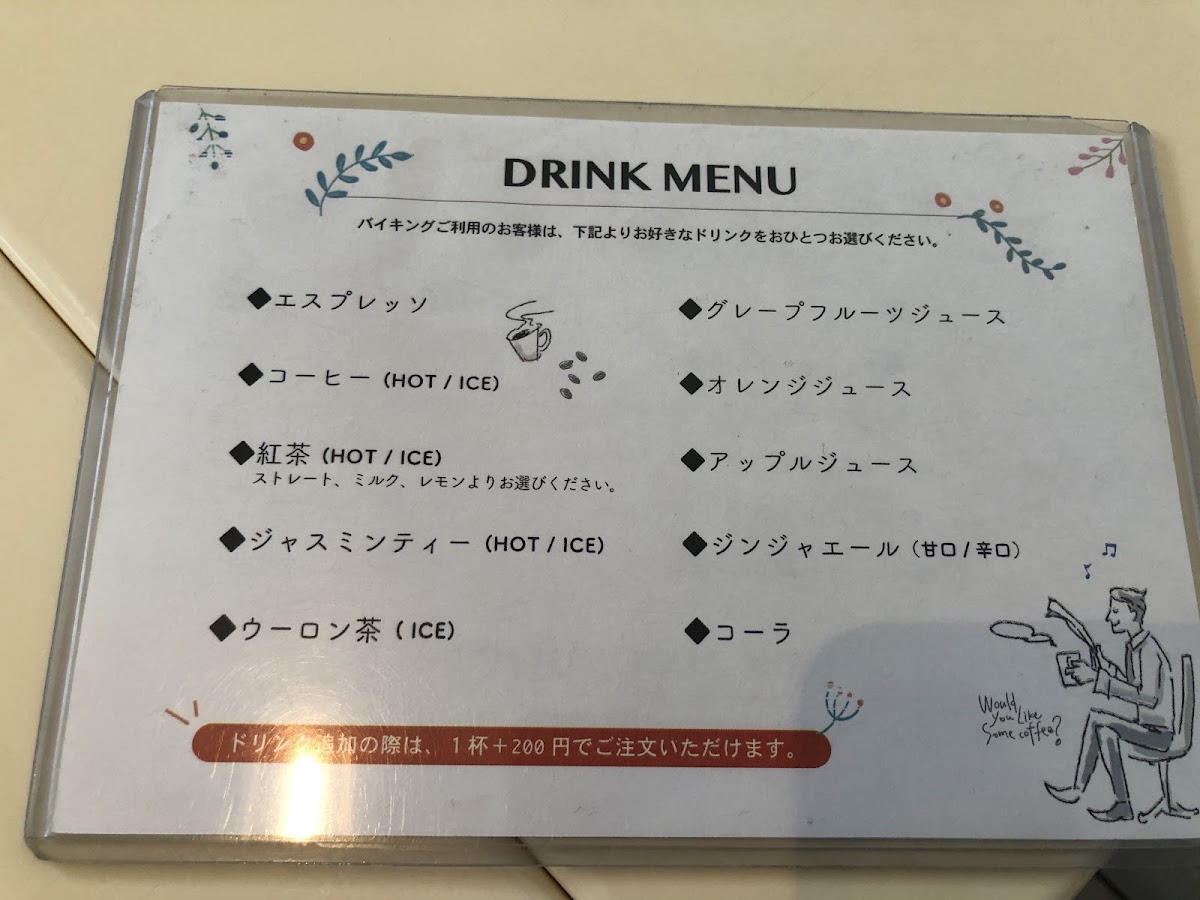 DRINK MENU
バイキングご利用のお客様は、下記よりお好きなドリンクをおひとつお選びください。
◆エスプレッソ
◆コーヒー (HOT / ICE)
◆紅茶 (HOT / ICE)
ストレート、ミルク、レモンよりお選びください。
◆ジャスミンティー (HOT / ICE)
◆ウーロン茶 ( ICE)
◆グレープフルーツジュース
◆オレンジジュース
◆アップルジュース
◆ジンジャエール (甘口 / 辛口)
◆コーラ
Would
you Like
Some coffee?
ドリンク追加の際は、1杯+200円でご注文いただけます。